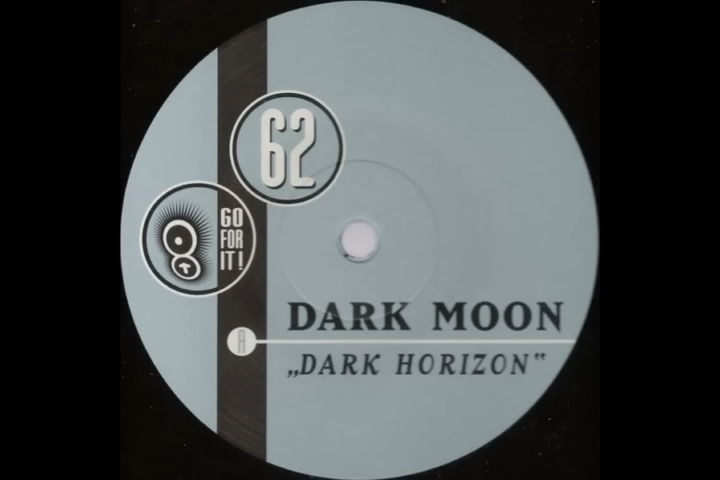 62
GO
FOR
IT!
DARK MOON
A
„DARK HORIZON“